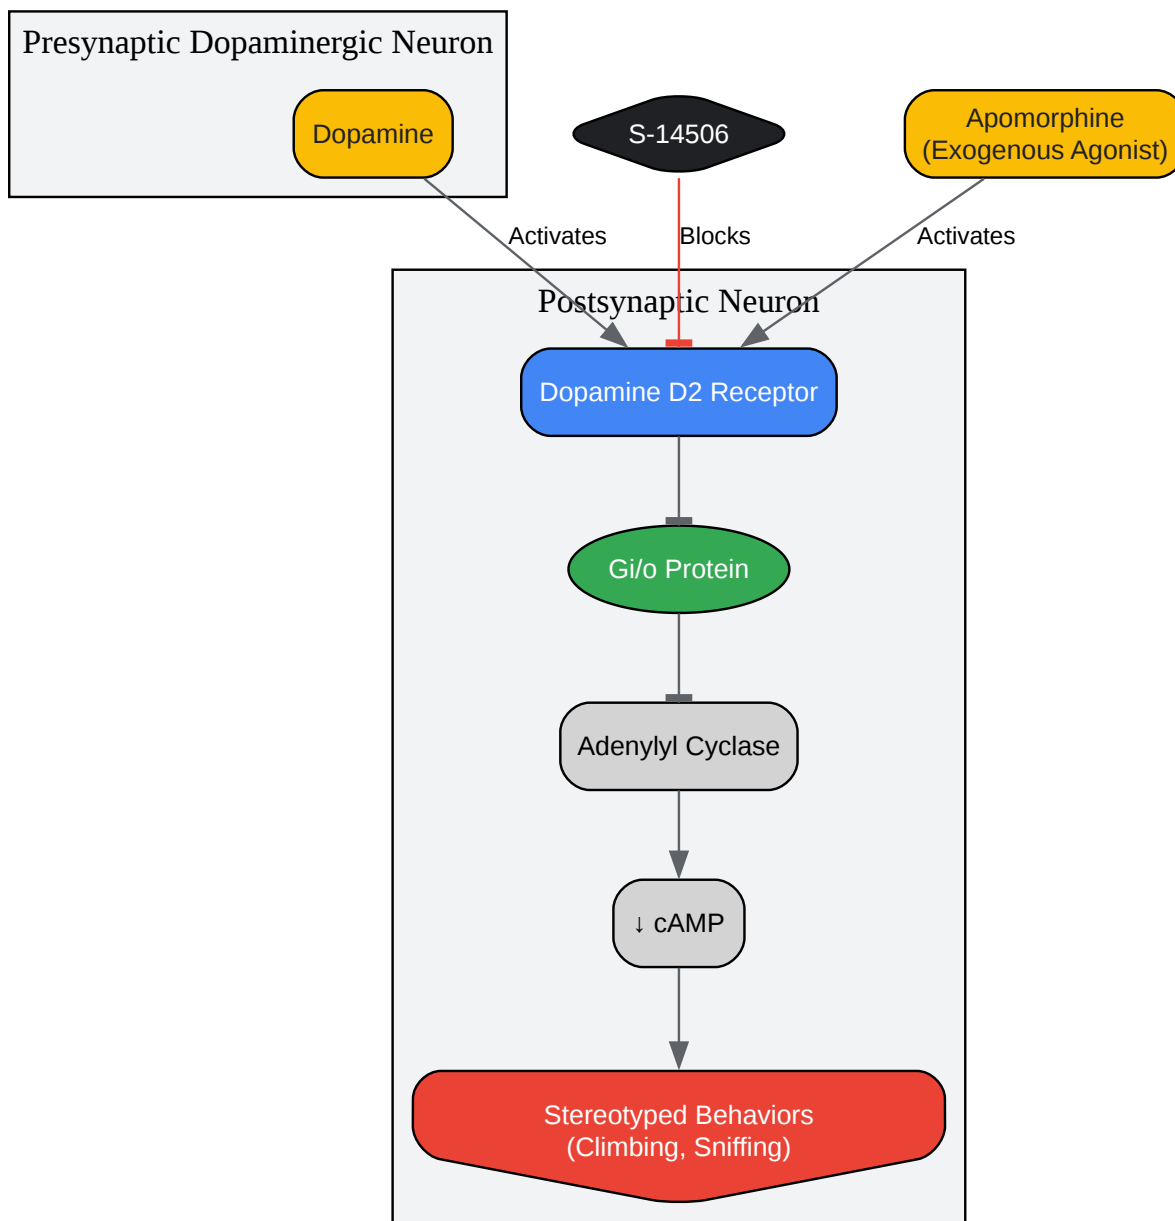 Presynaptic Dopaminergic Neuron
Dopamine
S-14506
Apomorphine
(Exogenous Agonist)
Activates
Blocks
Activates
Postsynaptic Neuron
Dopamine D2 Receptor
Gi/o Protein
Adenylyl Cyclase
↓ cAMP
Stereotyped Behaviors
(Climbing, Sniffing)